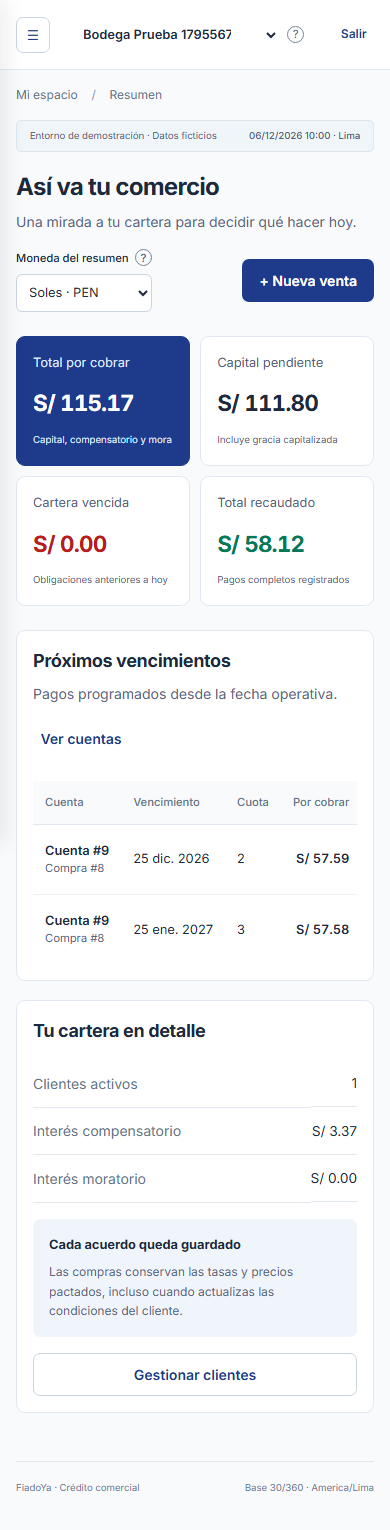 ☰ Bodega Prueba 1795567 ? Salir
Mi espacio / Resumen
Entorno de demostración · Datos ficticios 06/12/2026 10:00 · Lima
Así va tu comercio
Una mirada a tu cartera para decidir qué hacer hoy.
Moneda del resumen ?
Soles · PEN
+ Nueva venta
Total por cobrar
S/ 115.17
Capital, compensatorio y mora
Capital pendiente
S/ 111.80
Incluye gracia capitalizada
Cartera vencida
S/ 0.00
Obligaciones anteriores a hoy
Total recaudado
S/ 58.12
Pagos completos registrados
Próximos vencimientos
Pagos programados desde la fecha operativa.
Ver cuentas
Cuenta Vencimiento Cuota Por cobrar
Cuenta #9 25 dic. 2026 2 S/ 57.59
Compra #8
Cuenta #9 25 ene. 2027 3 S/ 57.58
Compra #8
Tu cartera en detalle
Clientes activos 1
Interés compensatorio S/ 3.37
Interés moratorio S/ 0.00
Cada acuerdo queda guardado
Las compras conservan las tasas y precios
pactados, incluso cuando actualizas las
condiciones del cliente.
Gestionar clientes
FiadoYa · Crédito comercial Base 30/360 · America/Lima